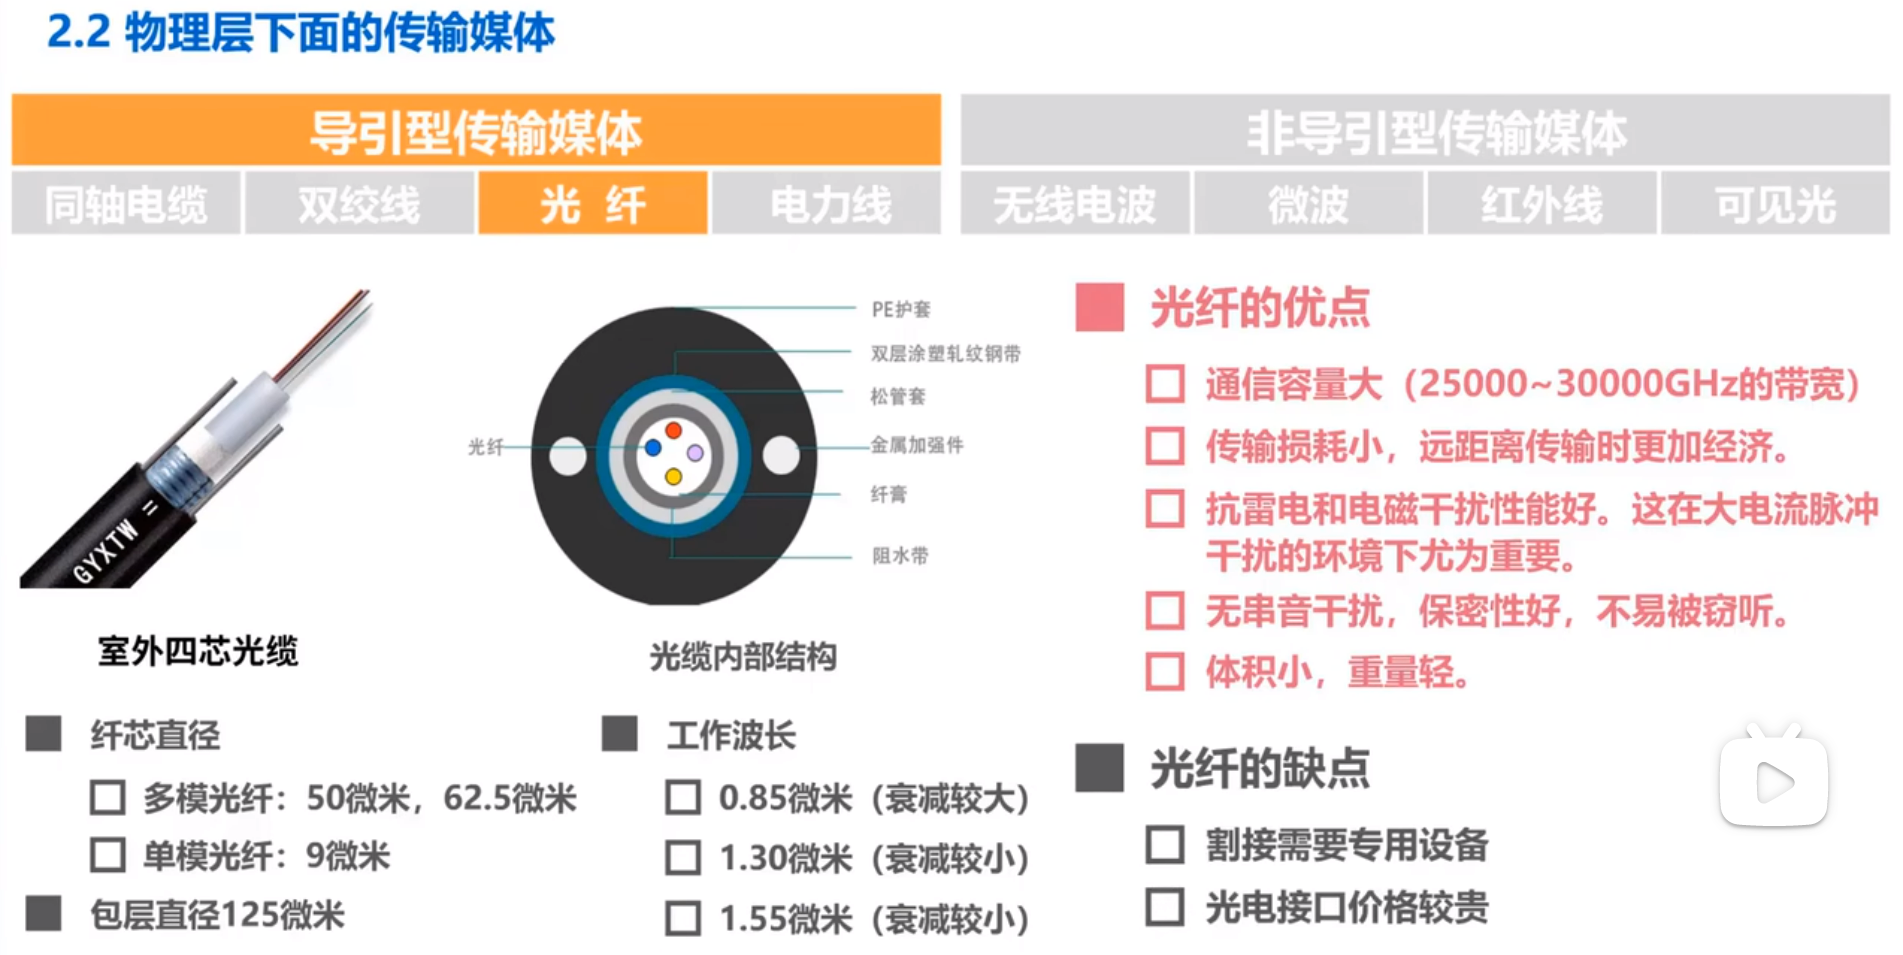 2.2 物理层下面的传输媒体
导引型传输媒体
非导引型传输媒体
同轴电缆
双绞线
光 纤
电力线
无线电波
微波
红外线
可见光
GYXTW =
室外四芯光缆
PE护套
双层涂塑轧纹钢带
松管套
光纤
金属加强件
纤膏
阻水带
光缆内部结构
纤芯直径
多模光纤：50微米，62.5微米
单模光纤：9微米
包层直径125微米
工作波长
0.85微米（衰减较大）
1.30微米（衰减较小）
1.55微米（衰减较小）
光纤的优点
通信容量大（25000~30000GHz的带宽）
传输损耗小，远距离传输时更加经济。
抗雷电和电磁干扰性能好。这在大电流脉冲
干扰的环境下尤为重要。
无串音干扰，保密性好，不易被窃听。
体积小，重量轻。
光纤的缺点
割接需要专用设备
光电接口价格较贵